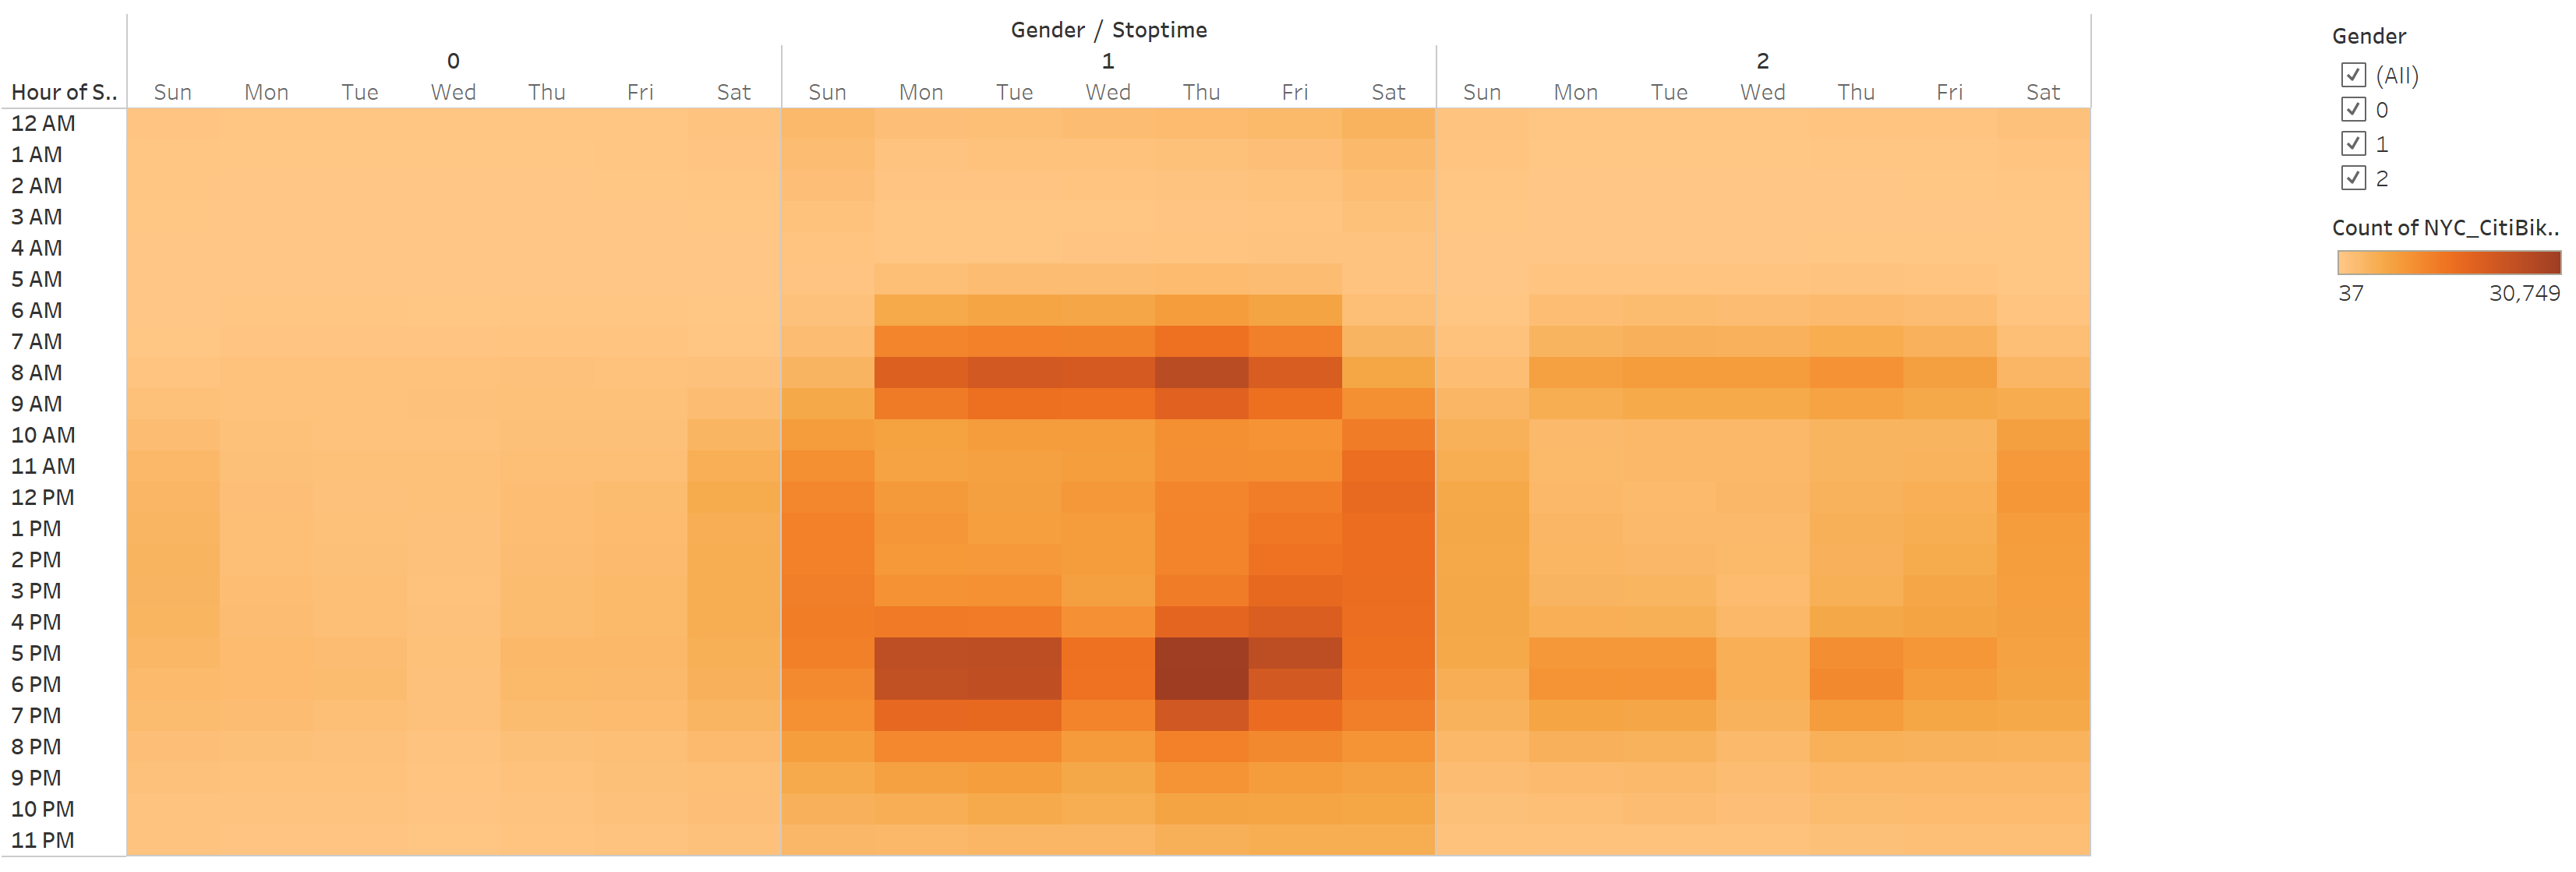 Gender / Stoptime
0 1 2
Hour of S.. Sun Mon Tue Wed Thu Fri Sat Sun Mon Tue Wed Thu Fri Sat Sun Mon Tue Wed Thu Fri Sat
12 AM
1 AM
2 AM
3 AM
4 AM
5 AM
6 AM
7 AM
8 AM
9 AM
10 AM
11 AM
12 PM
1 PM
2 PM
3 PM
4 PM
5 PM
6 PM
7 PM
8 PM
9 PM
10 PM
11 PM
Gender
(All)
0
1
2
Count of NYC_CitiBik..
37 30,749